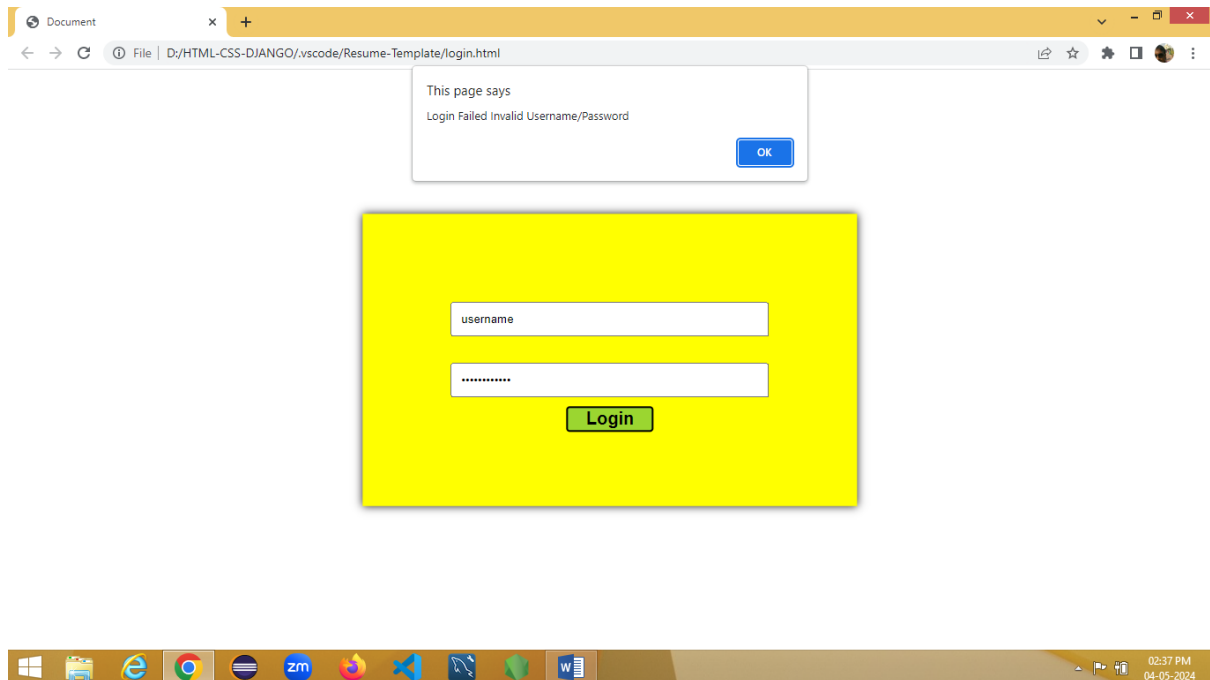 Document
File
D:/HTML-CSS-DJANGO/.vscode/Resume-Template/login.html
This page says
Login Failed Invalid Username/Password
OK
username
••••••••••••
Login
zm
W
02:37 PM
04-05-2024